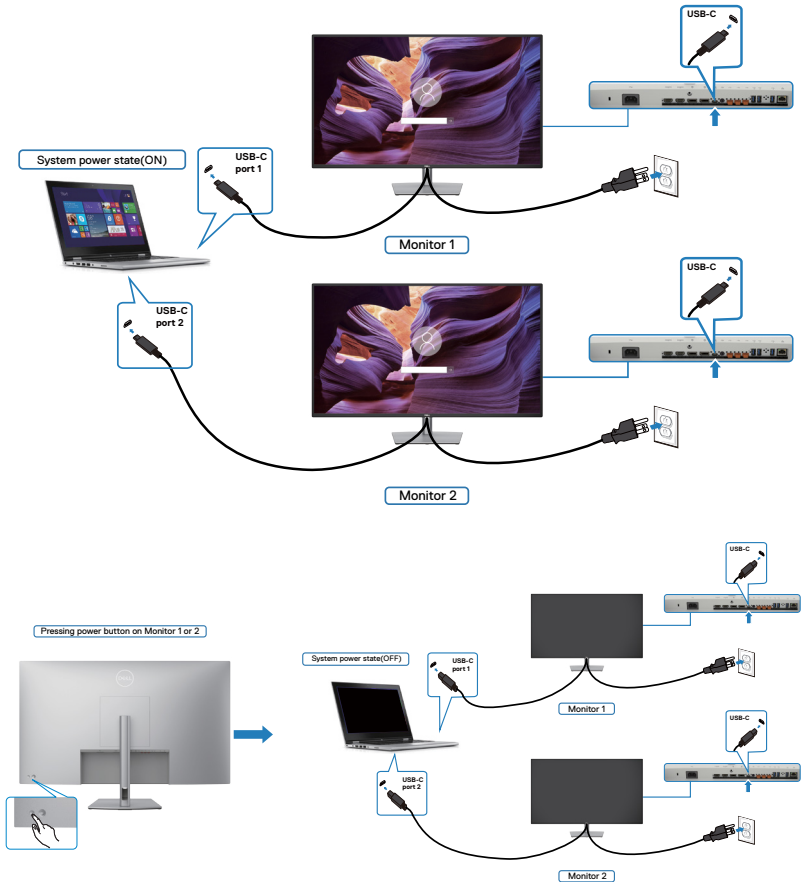 USB-C
System power state(ON)
USB-C
port 1
Monitor 1
USB-C
USB-C
port 2
Monitor 2
USB-C
Pressing power button on Monitor 1 or 2
DELL
System power state(OFF)
USB-C
port 1
Monitor 1
USB-C
USB-C
port 2
Monitor 2